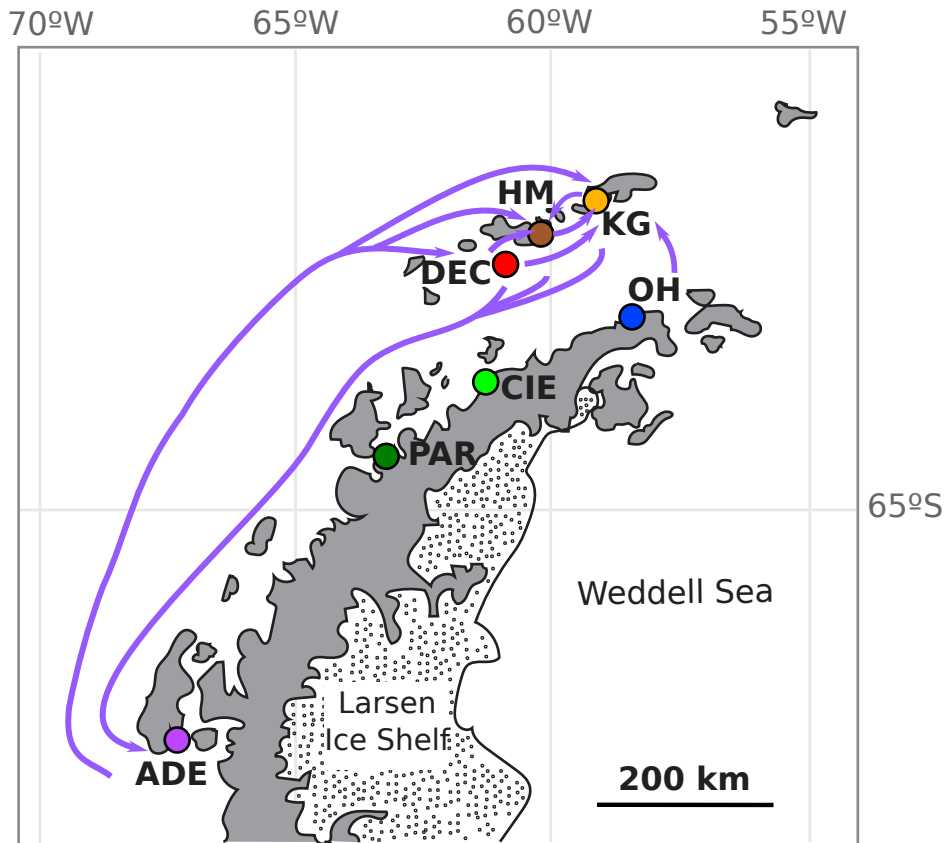 70ºW 65ºW 60ºW 55ºW
HM
KG
DEC
OH
CIE
PAR
65ºS
Weddell Sea
Larsen
Ice Shelf
ADE
200 km